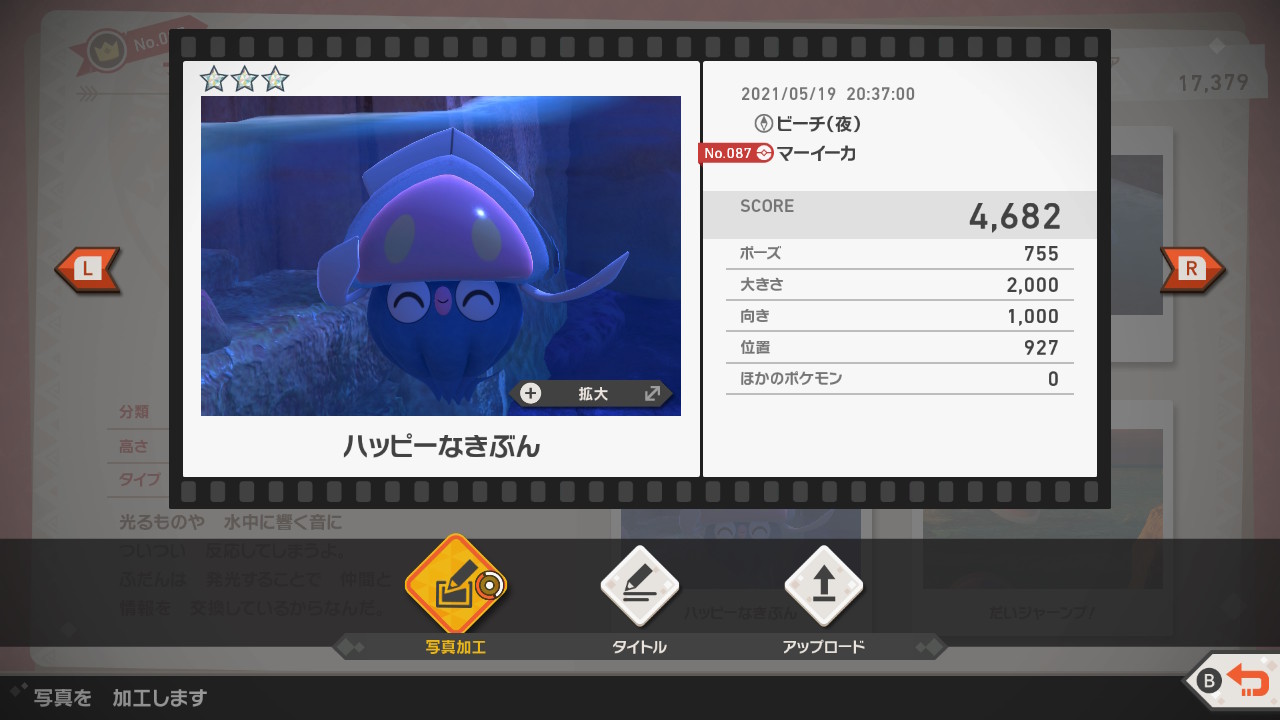 No.0
17,379
2021/05/19 20:37:00
ビーチ(夜)
No.087 マーイーカ
SCORE 4,682
ポーズ 755
大きさ 2,000
向き 1,000
位置 927
ほかのポケモン 0
L
R
+ 拡大
ハッピーなきぶん
分類
高さ
タイプ
光るものや 水中に響く音に
ついつい 反応してしまうよ。
ふだんは 発光することで 仲間と
情報を 交換しているからなんだ。
ハッピーなきぶん
だいジャーンプ!
写真加工
タイトル
アップロード
B
写真を 加工します